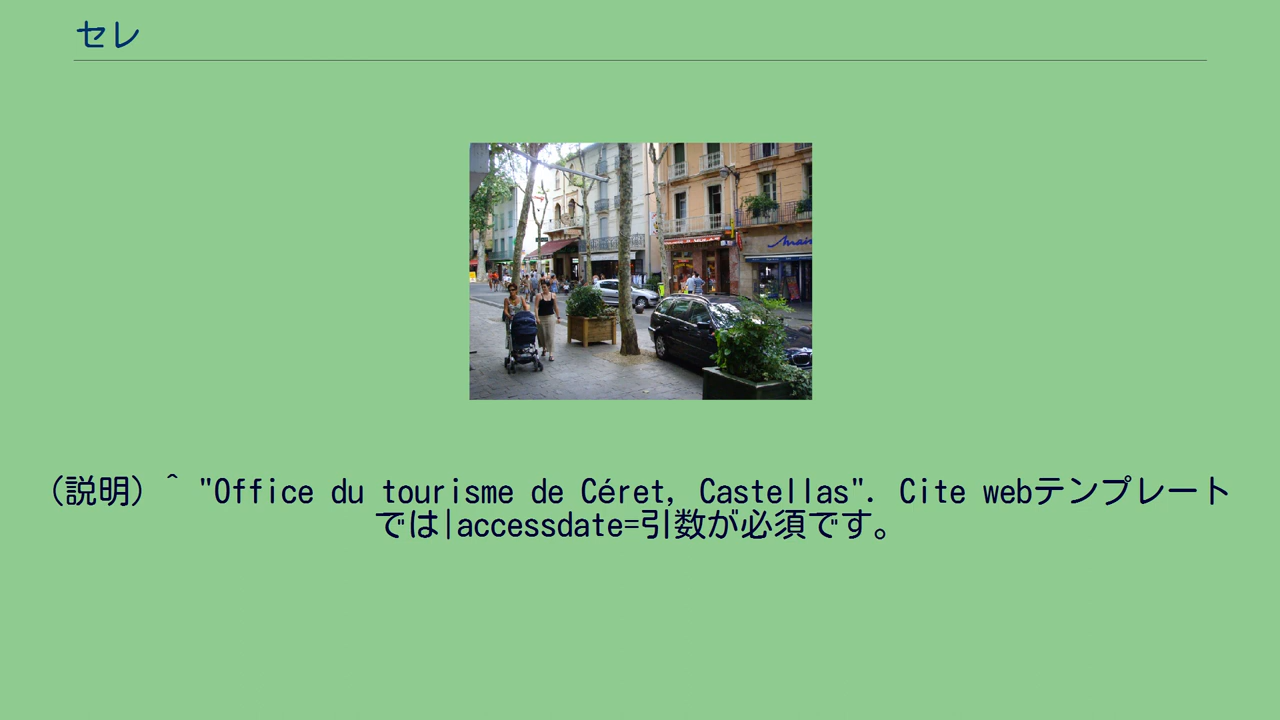 セレ
（説明）^ "Office du tourisme de Céret, Castellas". Cite webテンプレート
では|accessdate=引数が必須です。